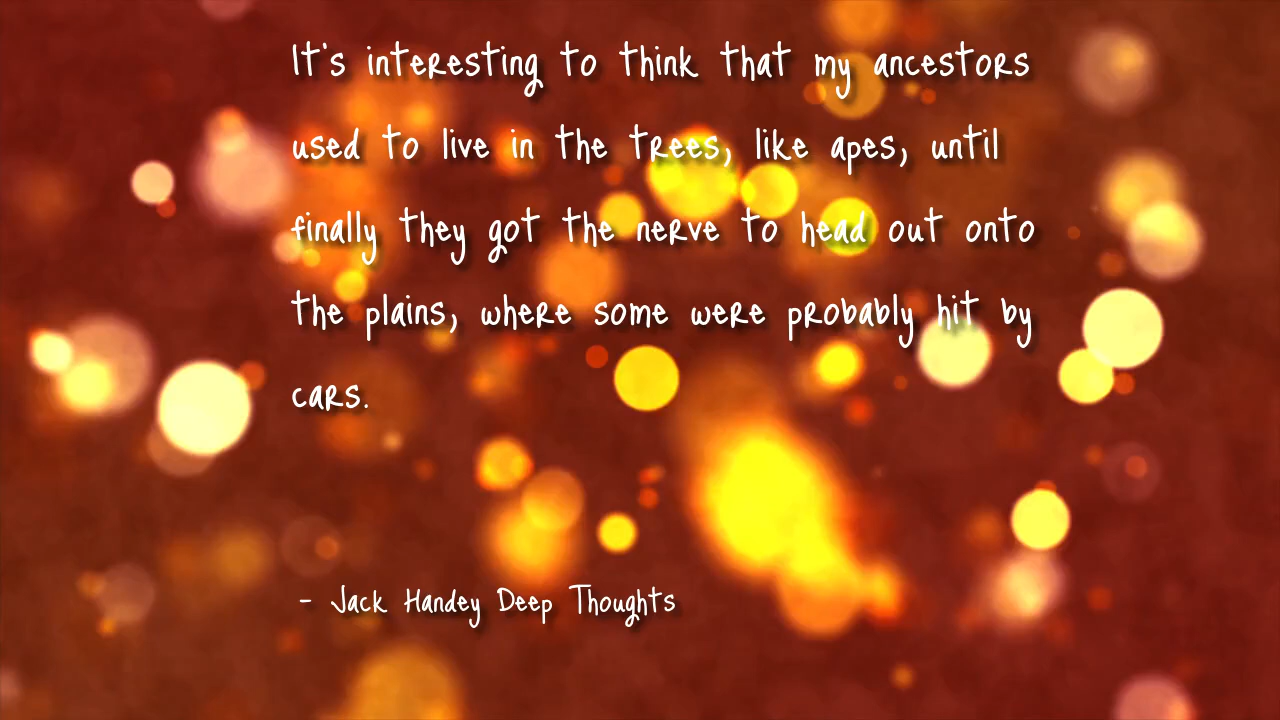 It's interesting to think that my ancestors
used to live in the trees, like apes, until
finally they got the nerve to head out onto
the plains, where some were probably hit by
cars.
- Jack Handey Deep Thoughts